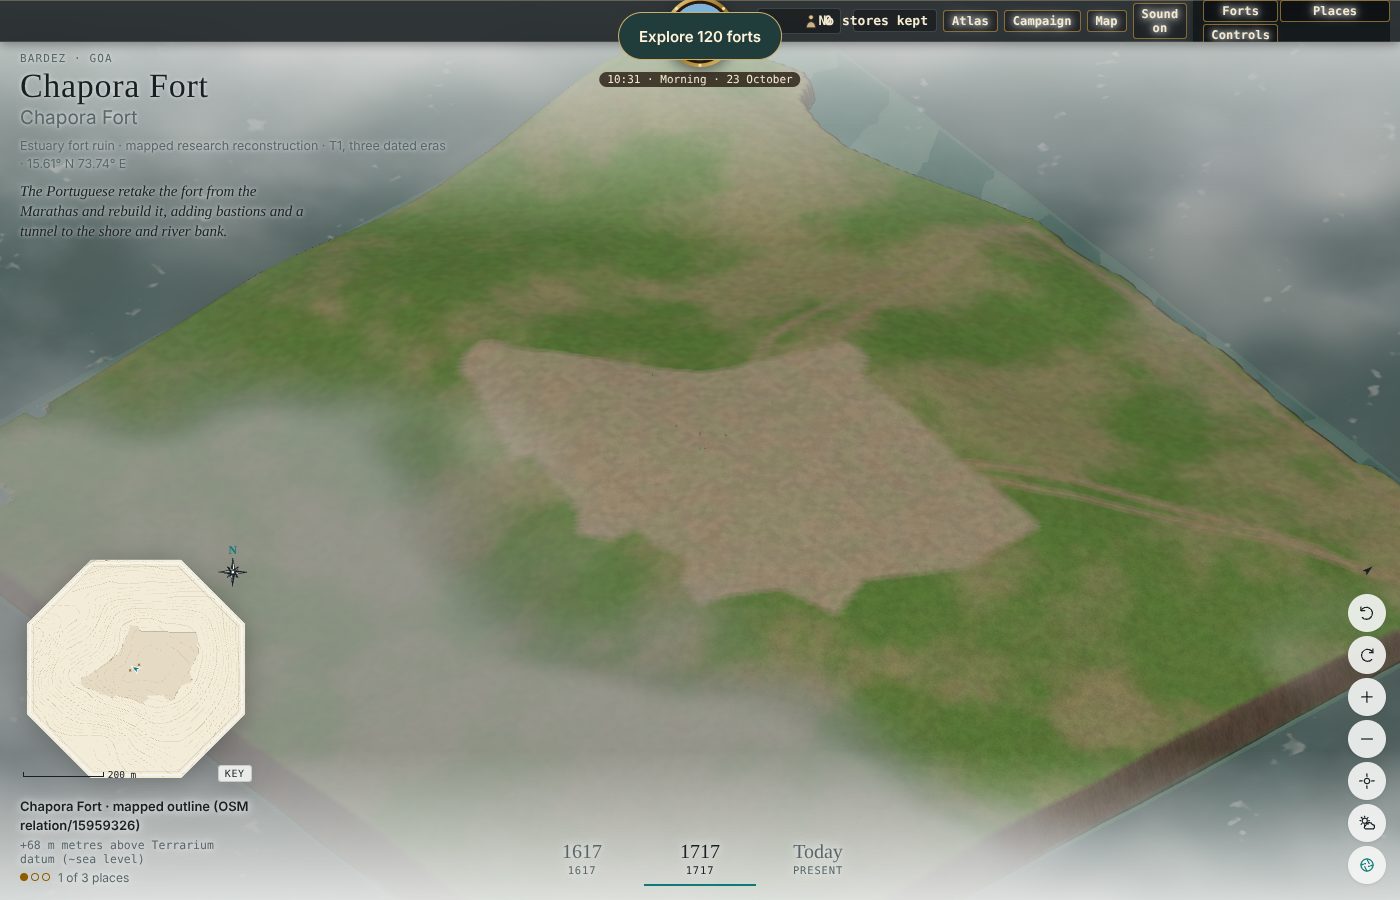 No stores kept
Atlas
Campaign
Map
Sound on
Forts
Places
Controls
Explore 120 forts
10:31 · Morning · 23 October
BARDEZ · GOA
Chapora Fort
Chapora Fort
Estuary fort ruin · mapped research reconstruction · T1, three dated eras
· 15.61° N 73.74° E
The Portuguese retake the fort from the
Marathas and rebuild it, adding bastions and a
tunnel to the shore and river bank.
N
200 m
KEY
Chapora Fort · mapped outline (OSM
relation/15959326)
+68 m metres above Terrarium
datum (~sea level)
1 of 3 places
1617
1617
1717
1717
Today
PRESENT